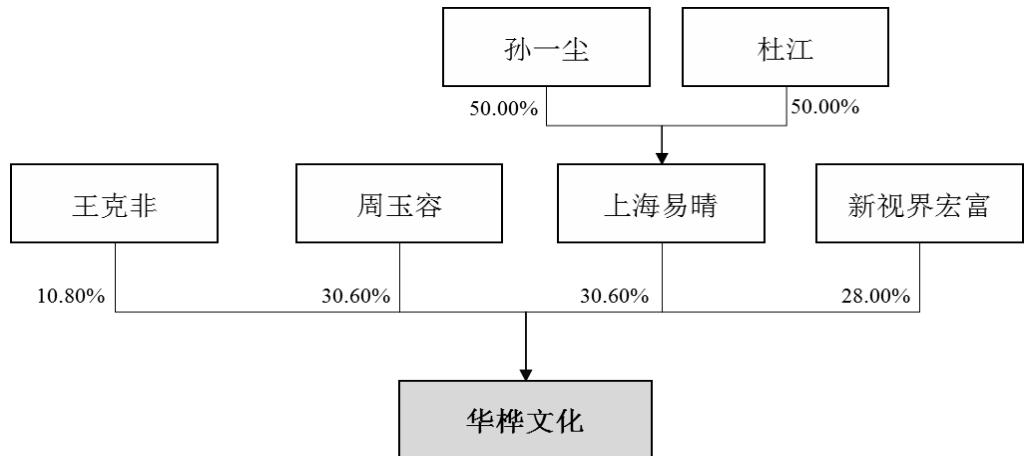 孙一尘
杜江
50.00%
50.00%
王克非
周玉容
上海易晴
新视界宏富
10.80%
30.60%
30.60%
28.00%
华桦文化